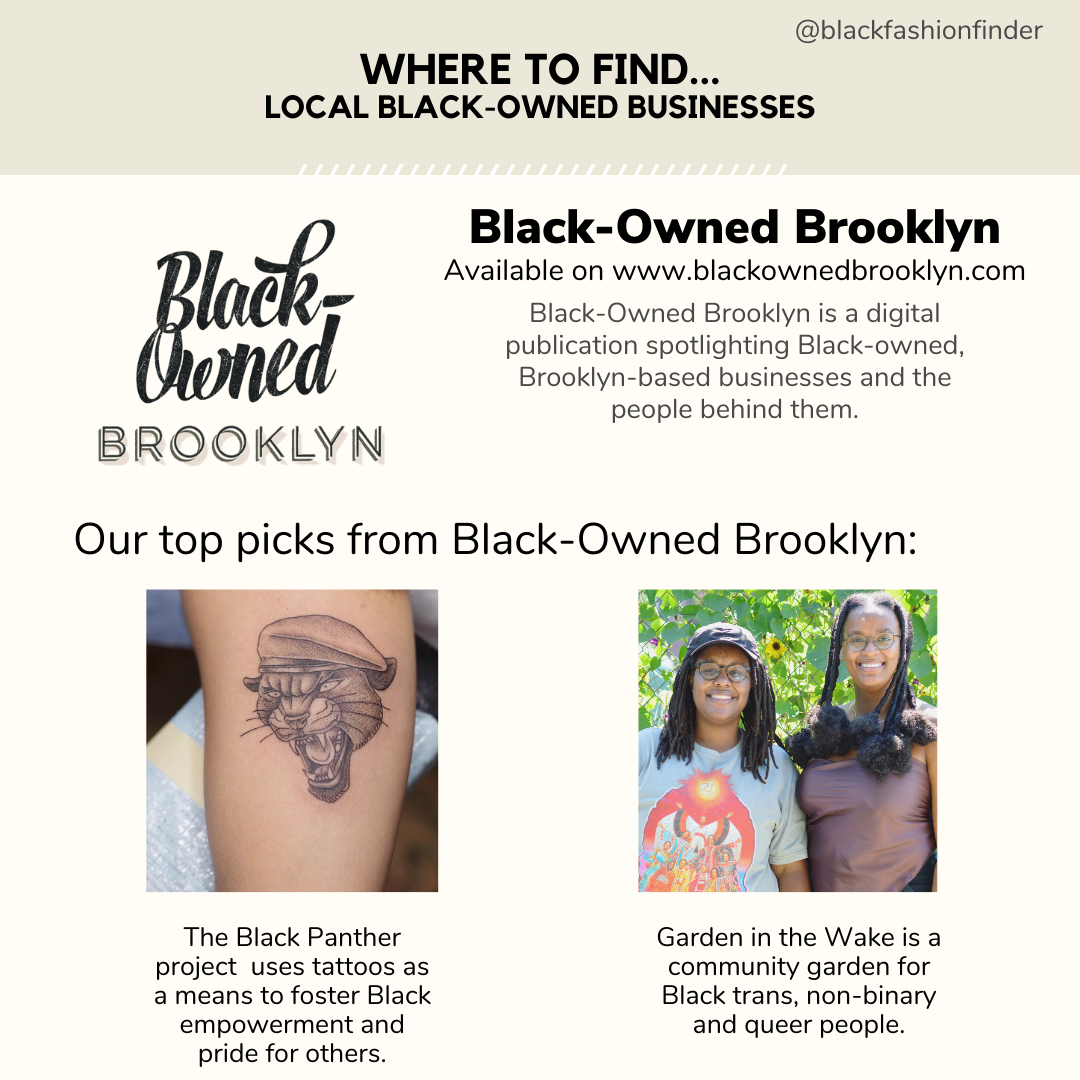 @blackfashionfinder
WHERE TO FIND...
LOCAL BLACK-OWNED BUSINESSES
Black-
Owned
BROOKLYN
Black-Owned Brooklyn
Available on www.blackownedbrooklyn.com
Black-Owned Brooklyn is a digital
publication spotlighting Black-owned,
Brooklyn-based businesses and the
people behind them.
Our top picks from Black-Owned Brooklyn:
The Black Panther
project  uses tattoos as
a means to foster Black
empowerment and
pride for others.
Garden in the Wake is a
community garden for
Black trans, non-binary
and queer people.